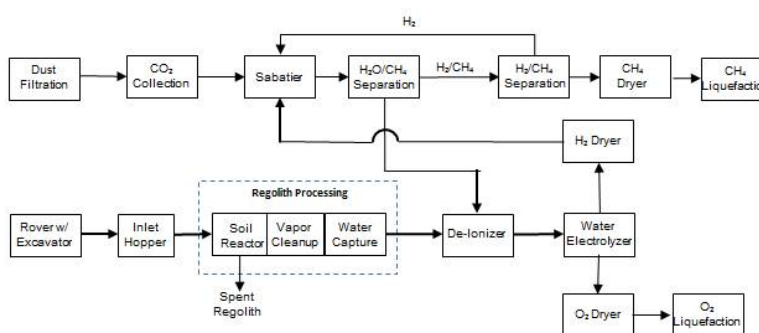 H₂
Dust
Filtration
CO₂
Collection
Sabatier
H₂O/CH₄
Separation
H₂/CH₄
H₂/CH₄
Separation
CH₄
Dryer
CH₄
Liquefaction
H₂ Dryer
Regolith Processing
Rover w/
Excavator
Inlet
Hopper
Soil
Reactor
Vapor
Cleanup
Water
Capture
De-Ionizer
Water
Electrolyzer
Spent
Regolith
O₂ Dryer
O₂
Liquefaction